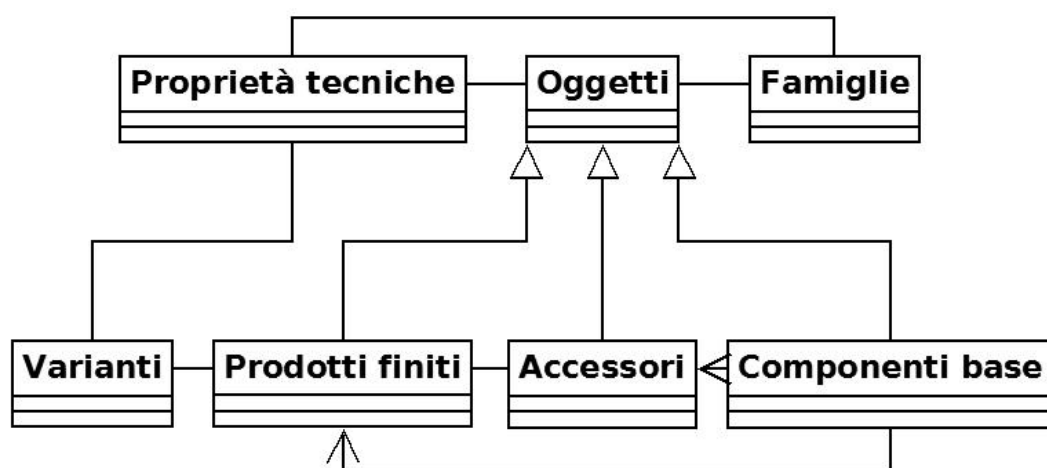 Proprietà tecniche
Oggetti
Famiglie
Varianti
Prodotti finiti
Accessori
Componenti base